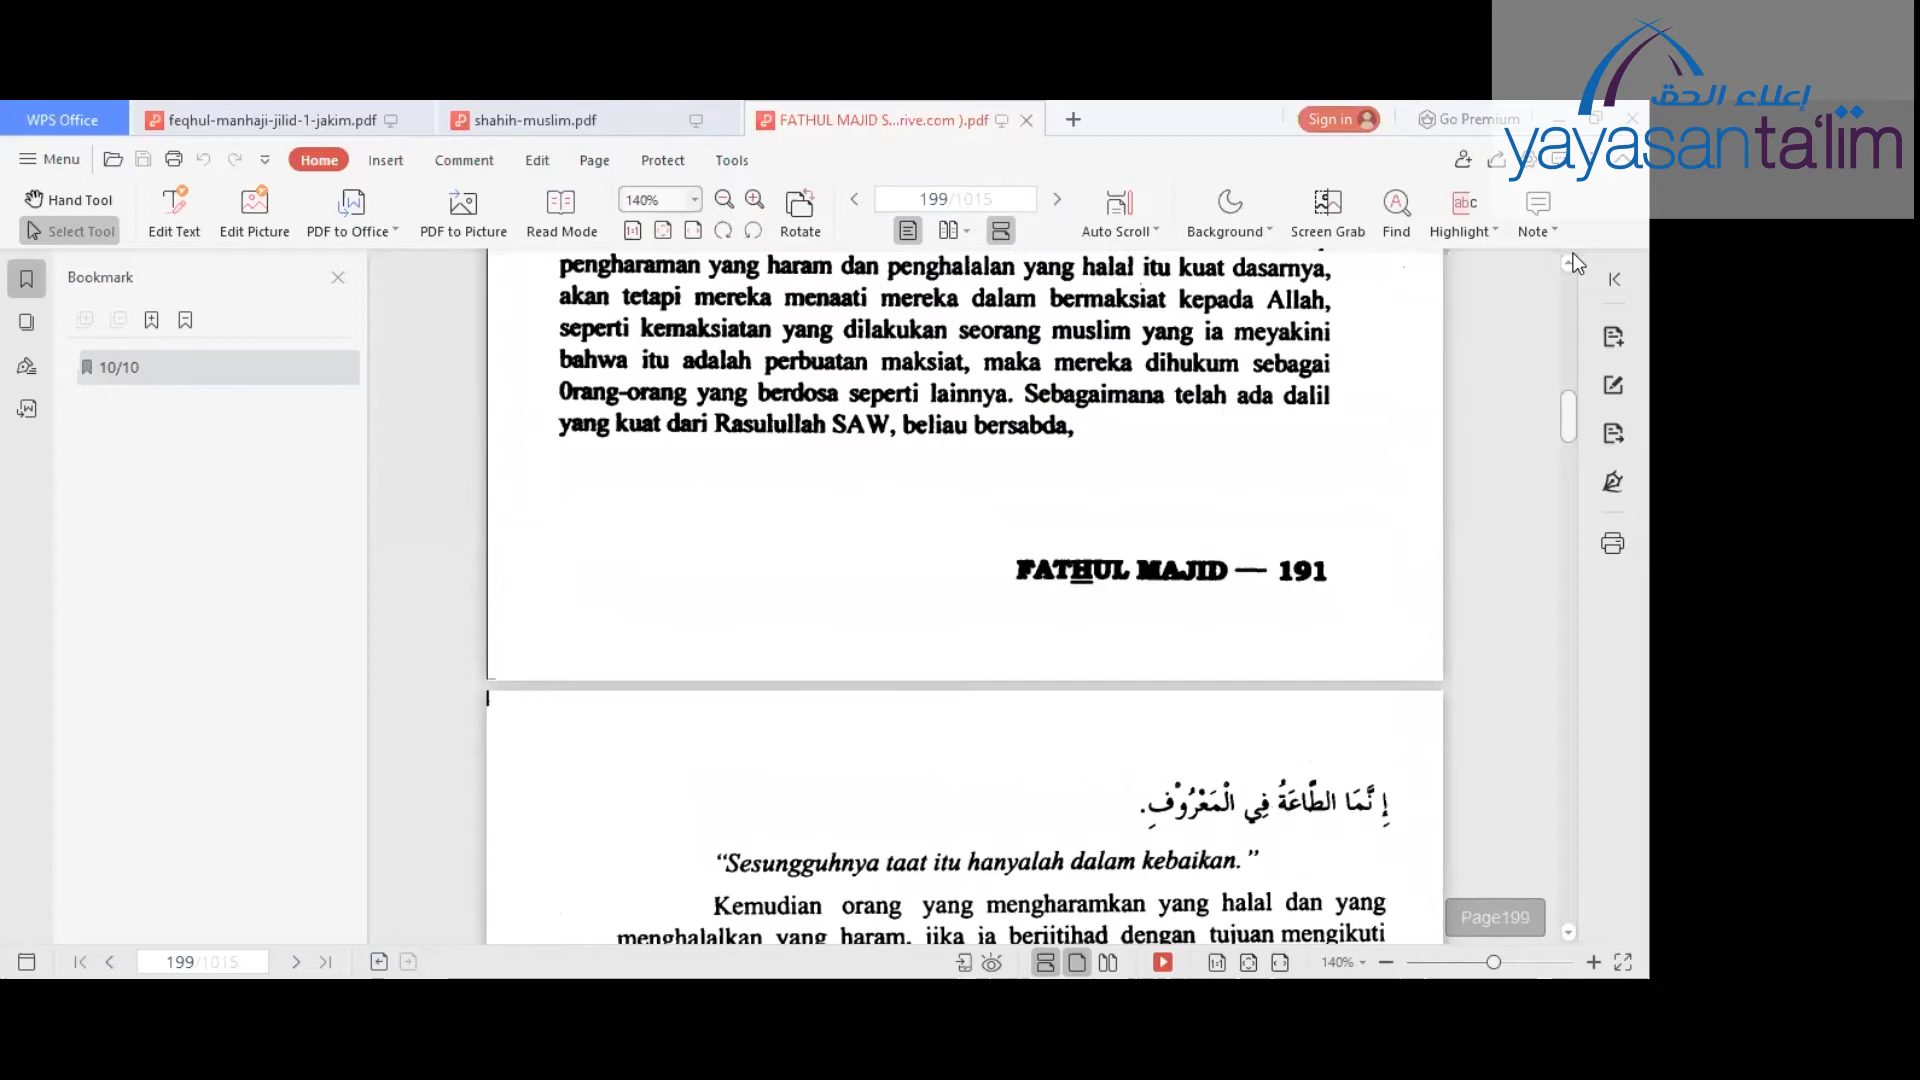 إعلاء الحق
yayasanta'lim
WPS Office
feqhul-manhaji-jilid-1-jakim.pdf
shahih-muslim.pdf
FATHUL MAJID S...rive.com ).pdf
Sign in
Go Premium
Menu
Home
Insert
Comment
Edit
Page
Protect
Tools
Hand Tool
Select Tool
Edit Text
Edit Picture
PDF to Office
PDF to Picture
Read Mode
140%
Rotate
199/1015
Auto Scroll
Background
Screen Grab
Find
Highlight
Note
Bookmark
10/10
pengharaman yang haram dan penghalalan yang halal itu kuat dasarnya,
akan tetapi mereka menaati mereka dalam bermaksiat kepada Allah,
seperti kemaksiatan yang dilakukan seorang muslim yang ia meyakini
bahwa itu adalah perbuatan maksiat, maka mereka dihukum sebagai
0rang-orang yang berdosa seperti lainnya. Sebagaimana telah ada dalil
yang kuat dari Rasulullah SAW, beliau bersabda,
FATHUL MAJID — 191
إِنَّمَا الطَّاعَةُ فِي الْمَعْرُوْفِ.
“Sesungguhnya taat itu hanyalah dalam kebaikan.”
Kemudian orang yang mengharamkan yang halal dan yang
menghalalkan yang haram, jika ia berijtihad dengan tujuan mengikuti
Page199
199/1015
140%